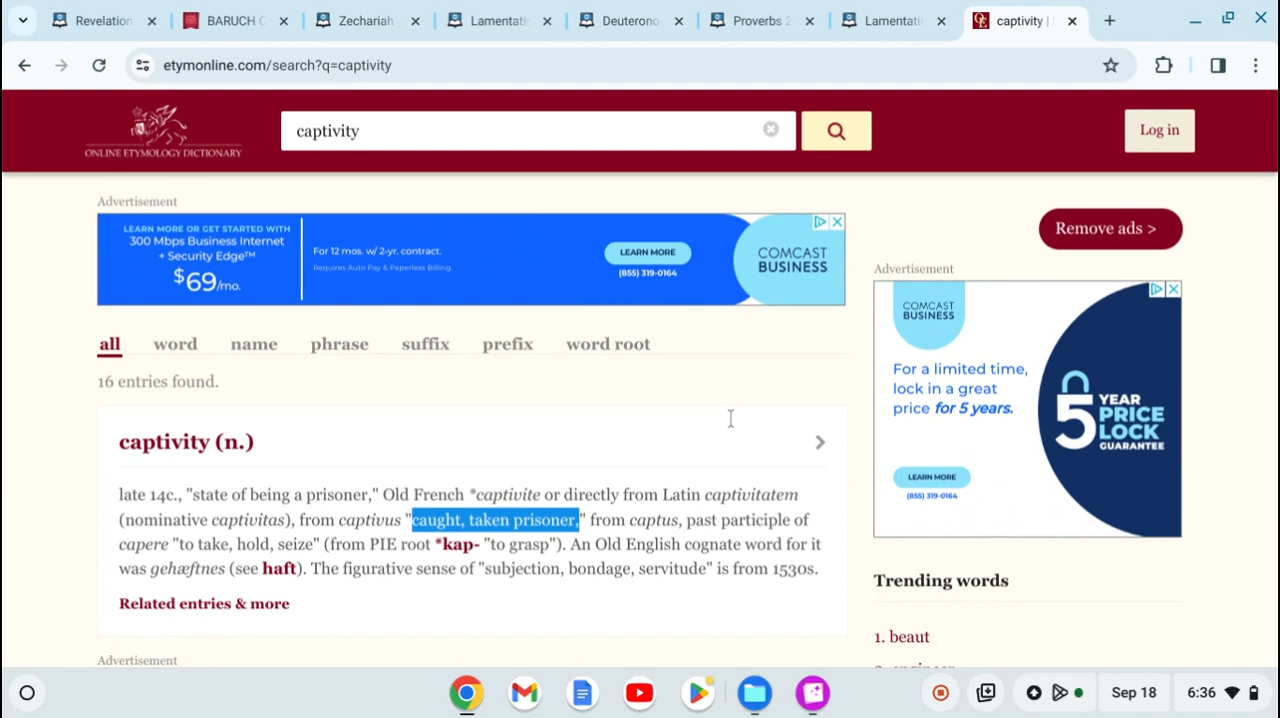 Revelation
BARUCH C
Zechariah
Lamentati
Deuterono
Proverbs 2
Lamentati
captivity |
etymonline.com/search?q=captivity
ONLINE ETYMOLOGY DICTIONARY
captivity
Log in
Advertisement
LEARN MORE OR GET STARTED WITH
300 Mbps Business Internet
+ Security Edge™
$69/mo.
For 12 mos. w/ 2-yr. contract.
Requires Auto Pay & Paperless Billing.
LEARN MORE
(855) 319-0164
COMCAST
BUSINESS
Remove ads >
Advertisement
COMCAST
BUSINESS
For a limited time,
lock in a great
price for 5 years.
5 YEAR
PRICE
LOCK
GUARANTEE
LEARN MORE
(855) 319-0164
all word name phrase suffix prefix word root
16 entries found.
captivity (n.)
late 14c., "state of being a prisoner," Old French *captivite or directly from Latin captivitatem
(nominative captivitas), from captivus "caught, taken prisoner," from captus, past participle of
capere "to take, hold, seize" (from PIE root *kap- "to grasp"). An Old English cognate word for it
was gehæftnes (see haft). The figurative sense of "subjection, bondage, servitude" is from 1530s.
Related entries & more
Advertisement
Trending words
1. beaut
Sep 18
6:36